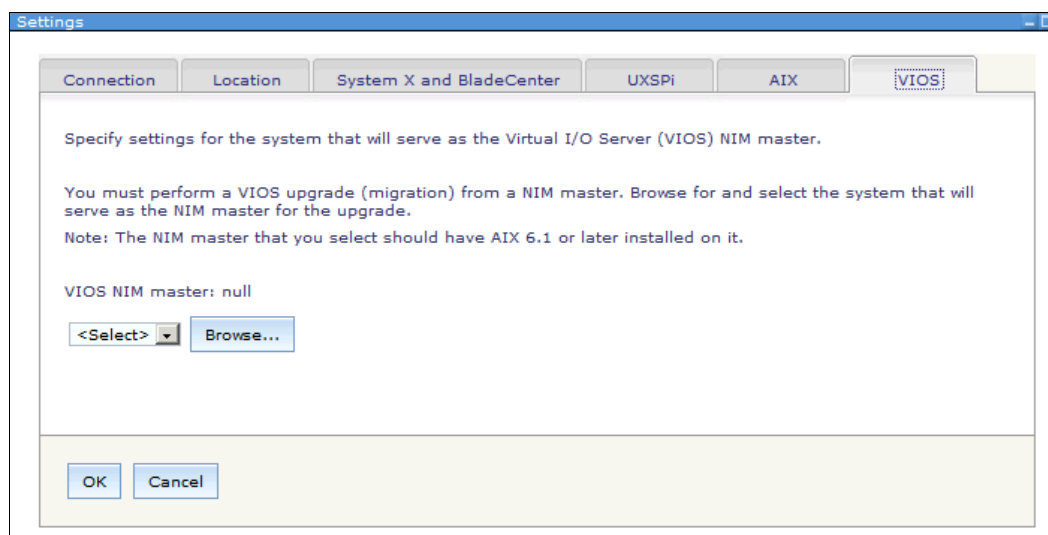 Settings
Connection Location System X and BladeCenter UXSPi AIX VIOS
Specify settings for the system that will serve as the Virtual I/O Server (VIOS) NIM master.
You must perform a VIOS upgrade (migration) from a NIM master. Browse for and select the system that will
serve as the NIM master for the upgrade.
Note: The NIM master that you select should have AIX 6.1 or later installed on it.
VIOS NIM master: null
<Select> Browse...
OK Cancel